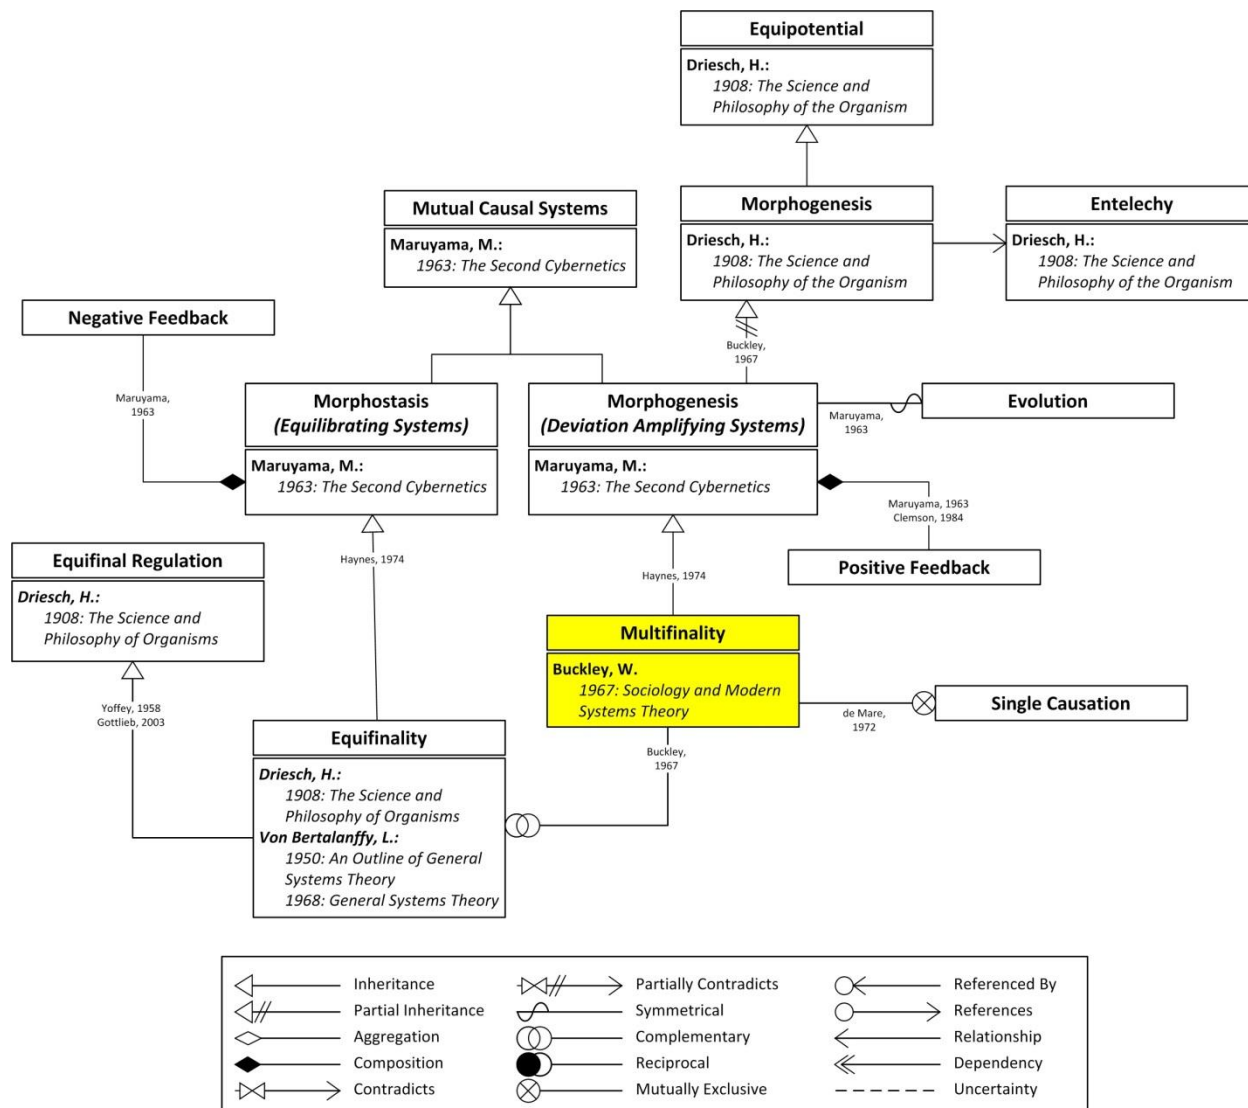 Equipotential
Driesch, H.:
1908: The Science and
Philosophy of the Organism
Mutual Causal Systems
Maruyama, M.:
1963: The Second Cybernetics
Morphogenesis
Driesch, H.:
1908: The Science and
Philosophy of the Organism
Entelechy
Driesch, H.:
1908: The Science and
Philosophy of the Organism
Negative Feedback
Buckley,
1967
Maruyama,
1963
Morphostasis
(Equilibrating Systems)
Maruyama, M.:
1963: The Second Cybernetics
Morphogenesis
(Deviation Amplifying Systems)
Maruyama, M.:
1963: The Second Cybernetics
Maruyama,
1963
Evolution
Maruyama, 1963
Clemson, 1984
Positive Feedback
Equifinal Regulation
Driesch, H.:
1908: The Science and
Philosophy of Organisms
Haynes, 1974
Haynes, 1974
Multifinality
Buckley, W.
1967: Sociology and Modern
Systems Theory
de Mare,
1972
Single Causation
Yoffey, 1958
Gottlieb, 2003
Buckley,
1967
Equifinality
Driesch, H.:
1908: The Science and
Philosophy of Organisms
Von Bertalanffy, L.:
1950: An Outline of General
Systems Theory
1968: General Systems Theory
Inheritance
Partial Inheritance
Aggregation
Composition
Contradicts
Partially Contradicts
Symmetrical
Complementary
Reciprocal
Mutually Exclusive
Referenced By
References
Relationship
Dependency
Uncertainty